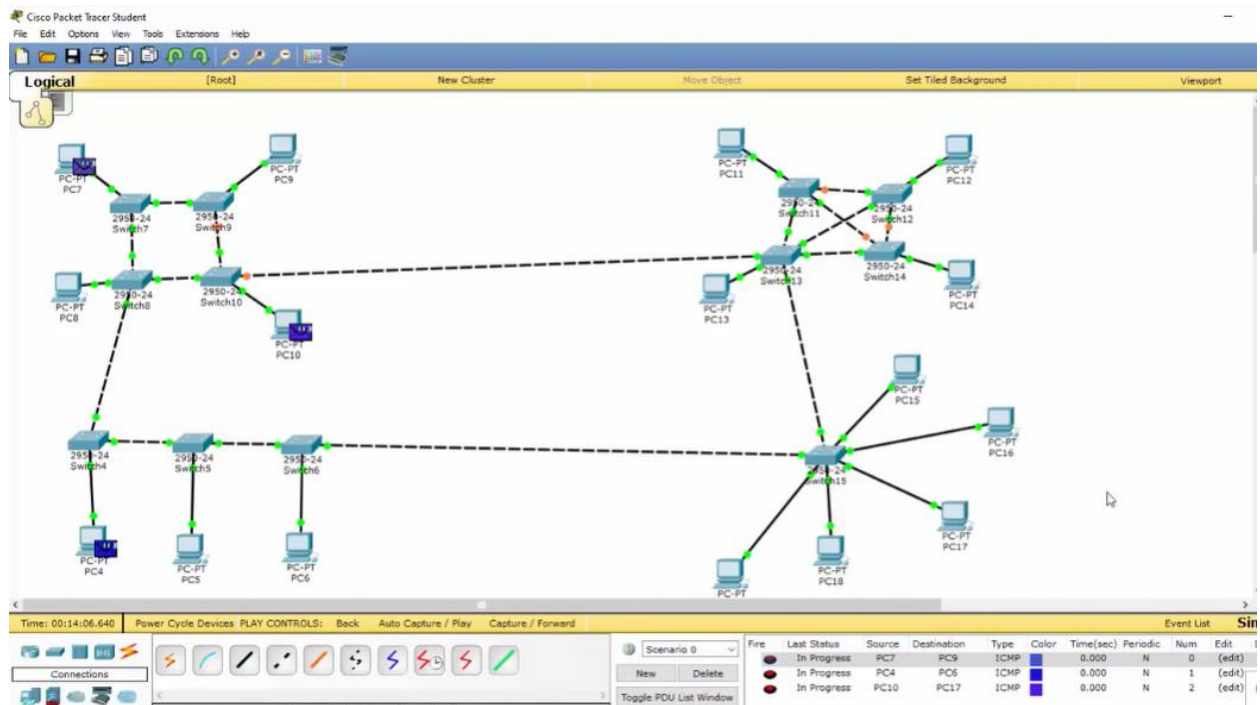 Cisco Packet Tracer Student
File Edit Options View Tools Extensions Help
Logical [Root] New Cluster Move Object Set Tiled Background Viewport
PC-PT
PC7
PC-PT
PC9
2950-24
Switch7
2950-24
Switch9
PC-PT
PC8
2950-24
Switch8
2950-24
Switch10
PC-PT
PC10
PC-PT
PC11
PC-PT
PC12
2950-24
Switch11
2950-24
Switch12
2950-24
Switch13
2950-24
Switch14
PC-PT
PC13
PC-PT
PC14
PC-PT
PC15
PC-PT
PC16
2950-24
Switch4
2950-24
Switch5
2950-24
Switch6
2950-24
Switch15
PC-PT
PC17
PC-PT
PC4
PC-PT
PC5
PC-PT
PC6
PC-PT
PC18
PC-PT
Time: 00:14:06.640 Power Cycle Devices PLAY CONTROLS: Back Auto Capture / Play Capture / Forward Event List Sim
Connections
Scenario 0
New Delete
Toggle PDU List Window
Fire Last Status Source Destination Type Color Time(sec) Periodic Num Edit
In Progress PC7 PC9 ICMP 0.000 N 0 (edit)
In Progress PC4 PC6 ICMP 0.000 N 1 (edit)
In Progress PC10 PC17 ICMP 0.000 N 2 (edit)